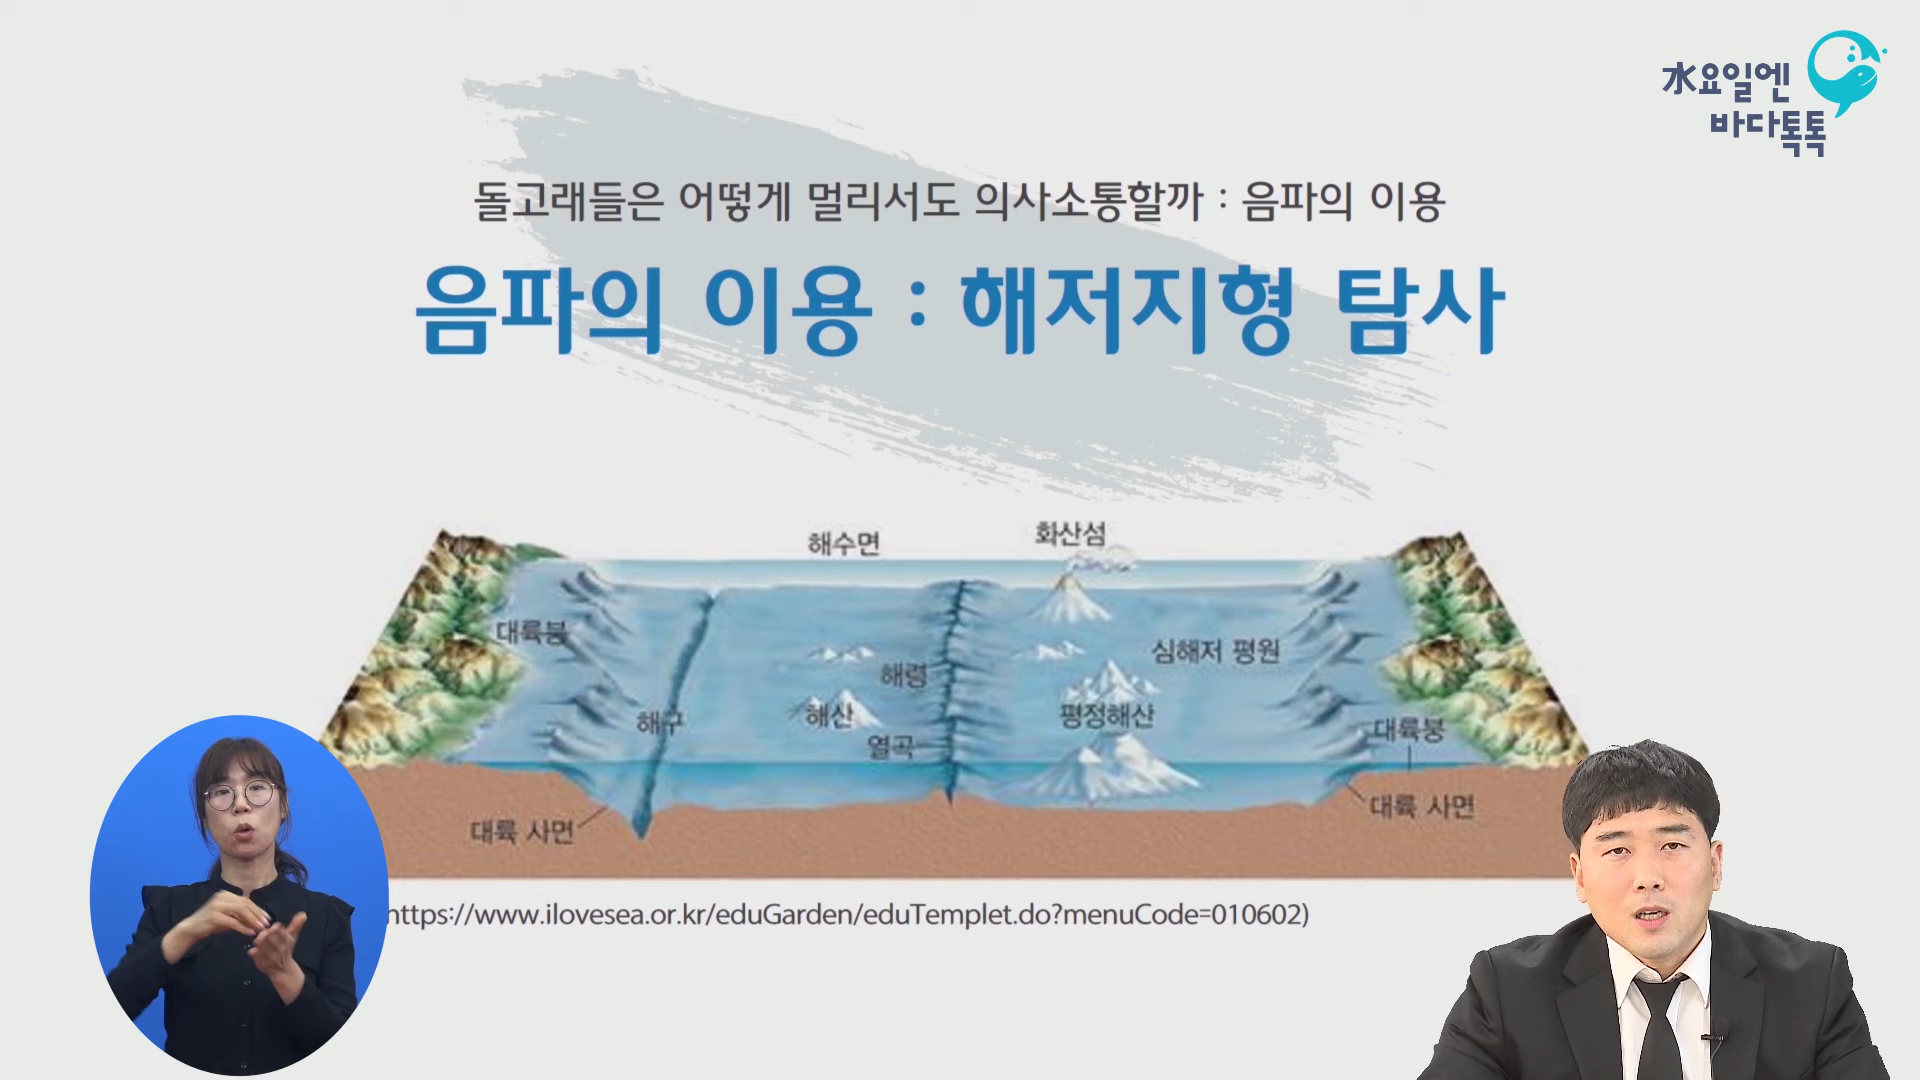 水요일엔
바다톡톡
돌고래들은 어떻게 멀리서도 의사소통할까 : 음파의 이용
음파의 이용 : 해저지형 탐사
해수면
화산섬
대륙붕
심해저 평원
해령
해구
해산
평정해산
대륙붕
열곡
대륙 사면
대륙 사면
https://www.ilovesea.or.kr/eduGarden/eduTemplet.do?menuCode=010602)